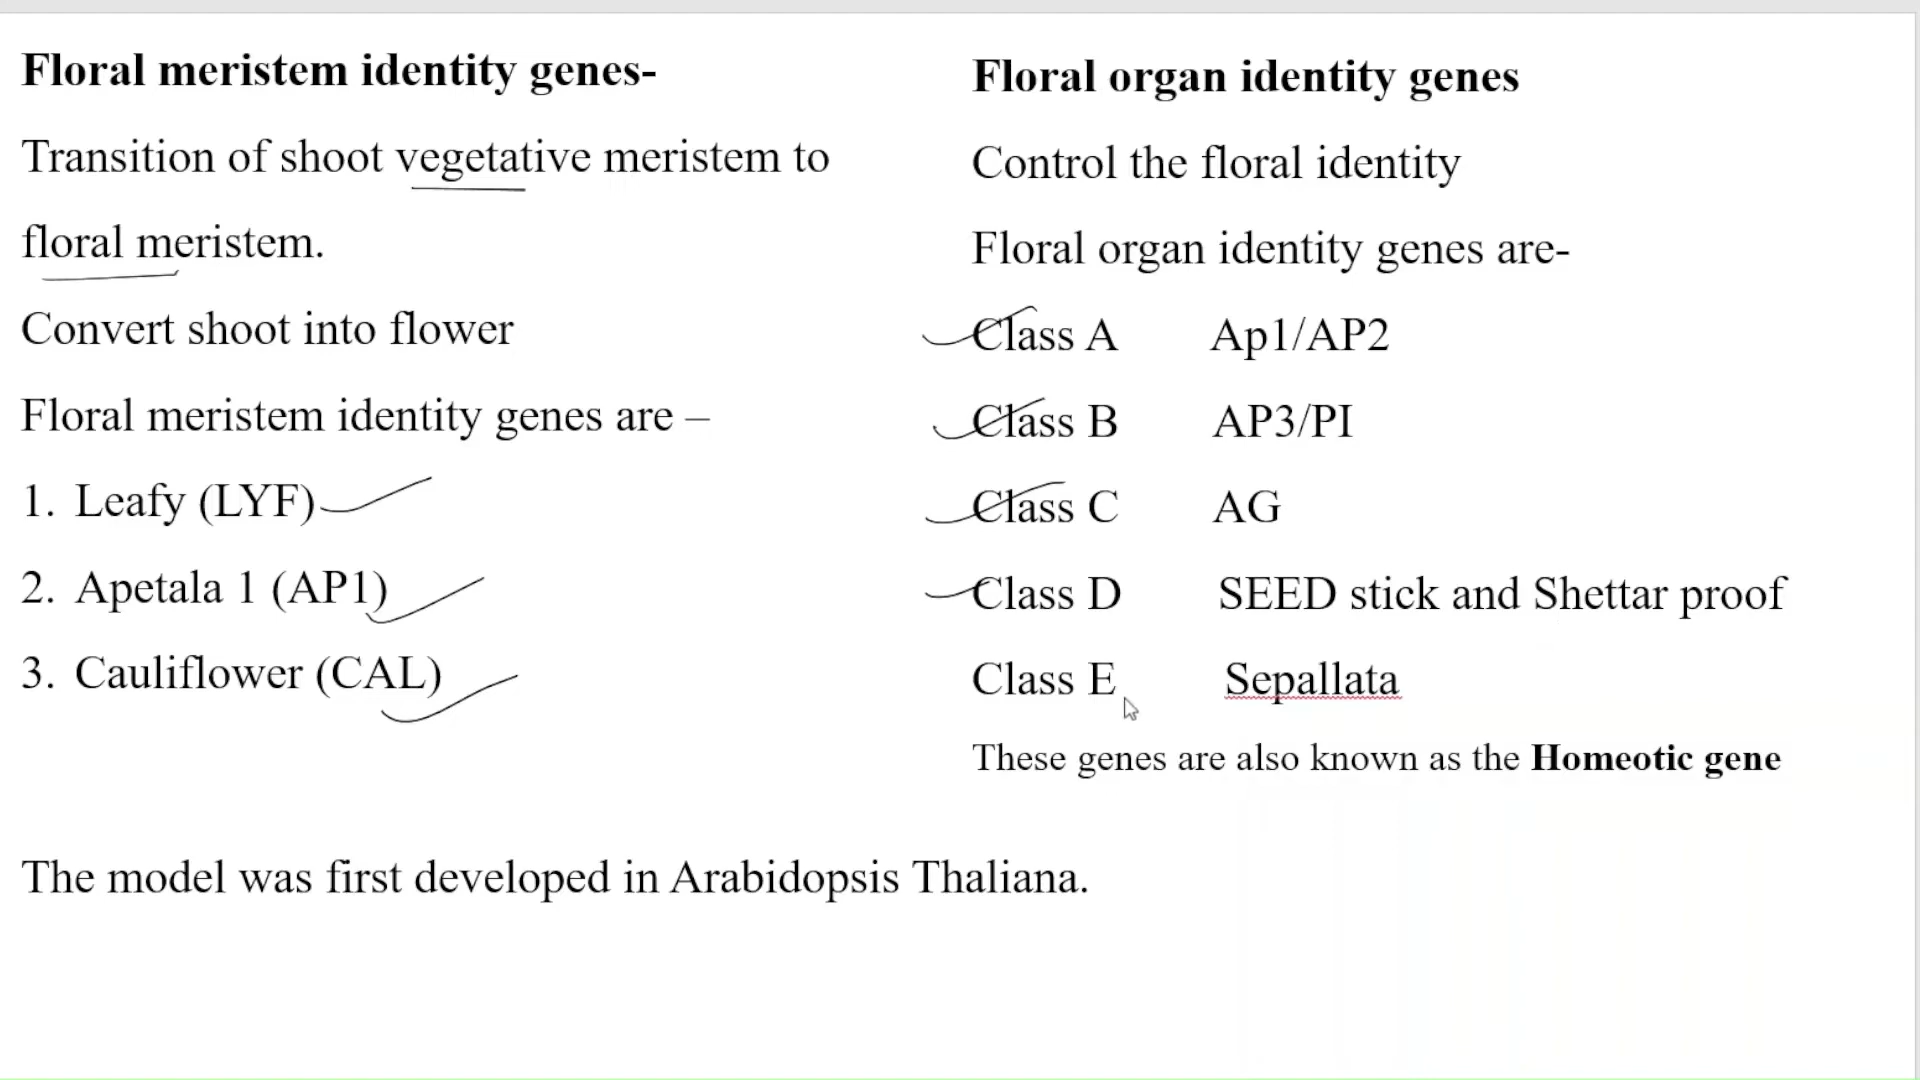 Floral meristem identity genes-
Transition of shoot vegetative meristem to
floral meristem.
Convert shoot into flower
Floral meristem identity genes are –
1. Leafy (LYF)
2. Apetala 1 (AP1)
3. Cauliflower (CAL)
Floral organ identity genes
Control the floral identity
Floral organ identity genes are-
Class A Ap1/AP2
Class B AP3/PI
Class C AG
Class D SEED stick and Shettar proof
Class E Sepallata
These genes are also known as the Homeotic gene
The model was first developed in Arabidopsis Thaliana.